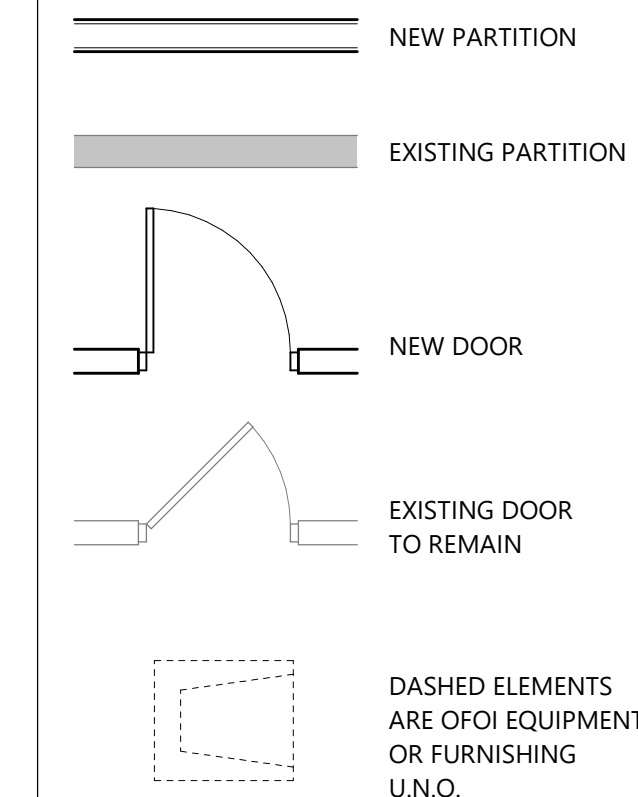 NEW PARTITION
EXISTING PARTITION
NEW DOOR
EXISTING DOOR
TO REMAIN
DASHED ELEMENTS
ARE OFOI EQUIPMENT
OR FURNISHING
U.N.O.